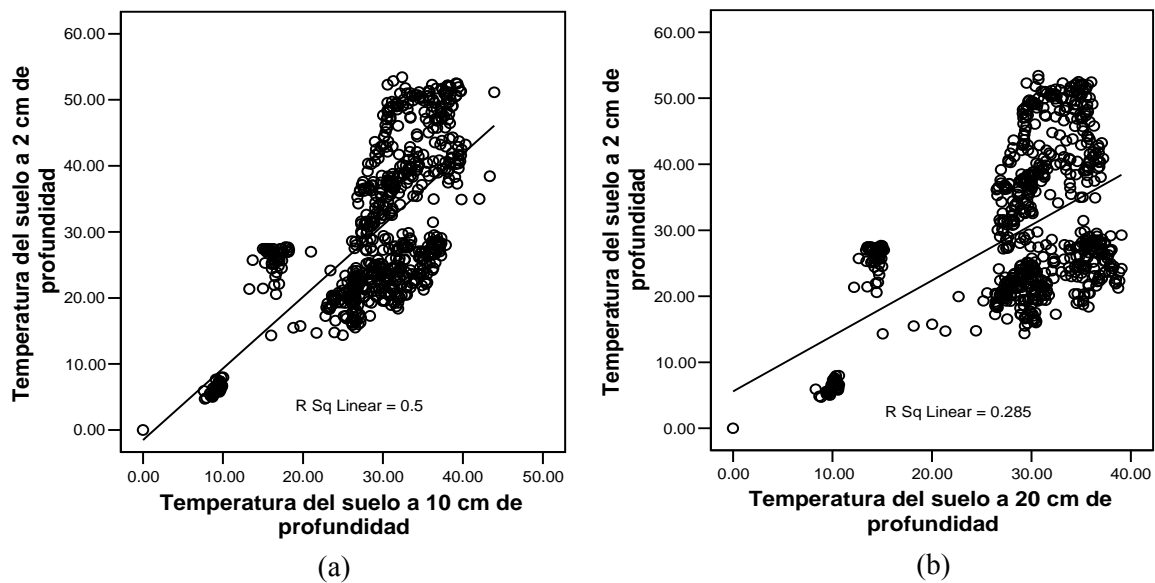 60.00
50.00
40.00
30.00
20.00
10.00
0.00
Temperatura del suelo a 2 cm de
profundidad
R Sq Linear = 0.5
0.00 10.00 20.00 30.00 40.00 50.00
Temperatura del suelo a 10 cm de
profundidad
(a)
60.00
50.00
40.00
30.00
20.00
10.00
0.00
Temperatura del suelo a 2 cm de
profundidad
R Sq Linear = 0.285
0.00 10.00 20.00 30.00 40.00
Temperatura del suelo a 20 cm de
profundidad
(b)